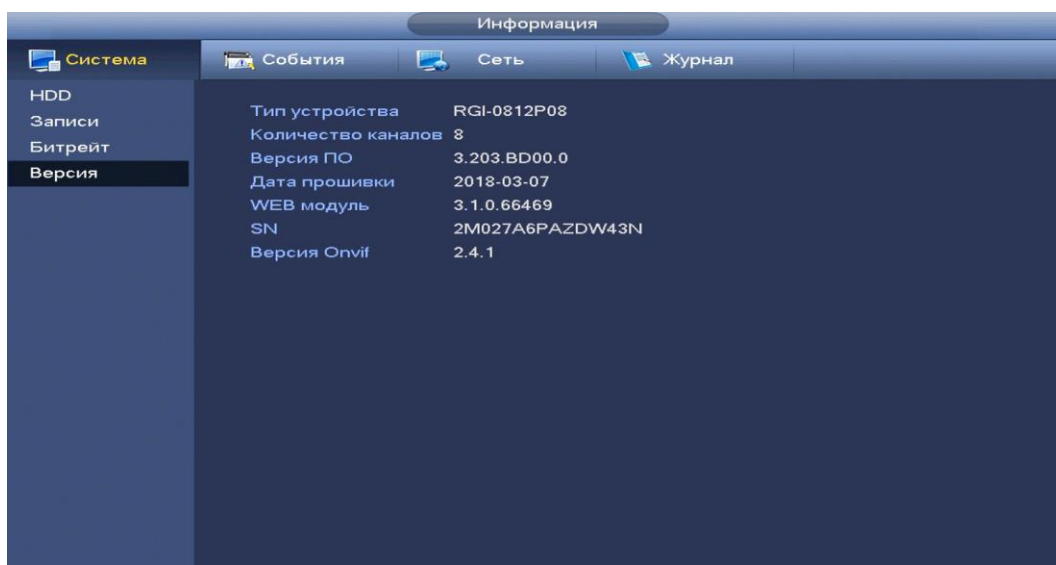 Информация
Система События Сеть Журнал
HDD
Записи
Битрейт
Версия
Тип устройства RGI-0812P08
Количество каналов 8
Версия ПО 3.203.BD00.0
Дата прошивки 2018-03-07
WEB модуль 3.1.0.66469
SN 2M027A6PAZDW43N
Версия Onvif 2.4.1